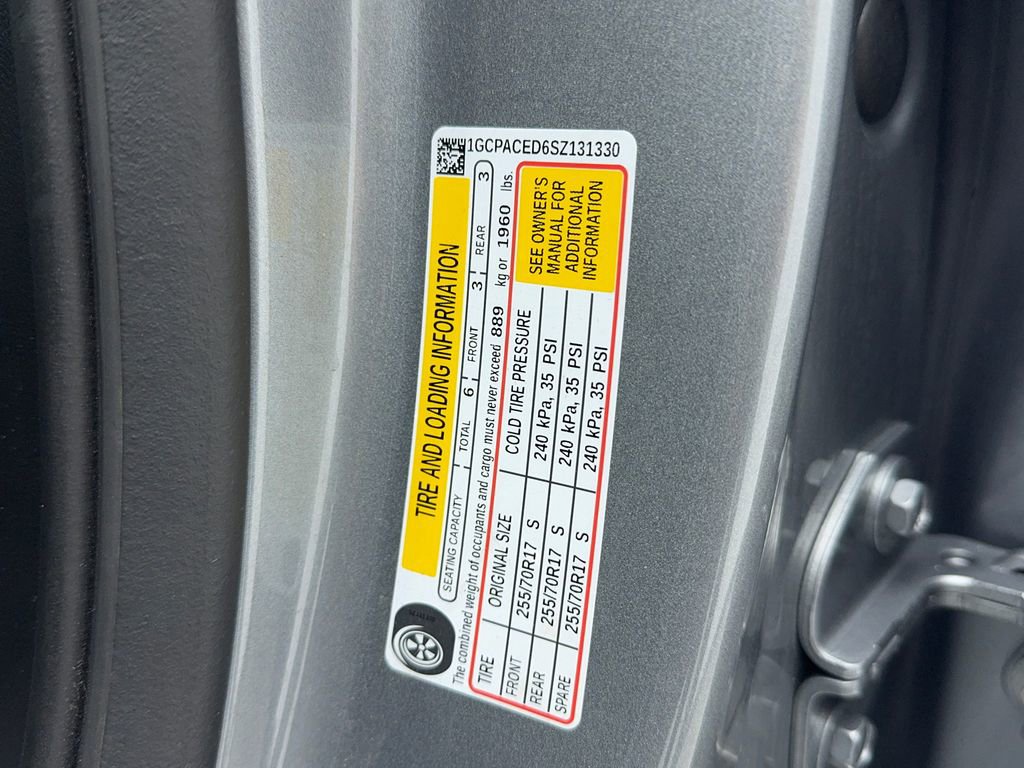 1GCPACED6SZ131330
TIRE AND LOADING INFORMATION
SEATING CAPACITY TOTAL 6 FRONT 3 REAR 3
The combined weight of occupants and cargo must never exceed 889 kg or 1960 lbs.
TIRE ORIGINAL SIZE COLD TIRE PRESSURE
FRONT 255/70R17 S 240 kPa, 35 PSI
REAR 255/70R17 S 240 kPa, 35 PSI
SPARE 255/70R17 S 240 kPa, 35 PSI
SEE OWNER'S
MANUAL FOR
ADDITIONAL
INFORMATION